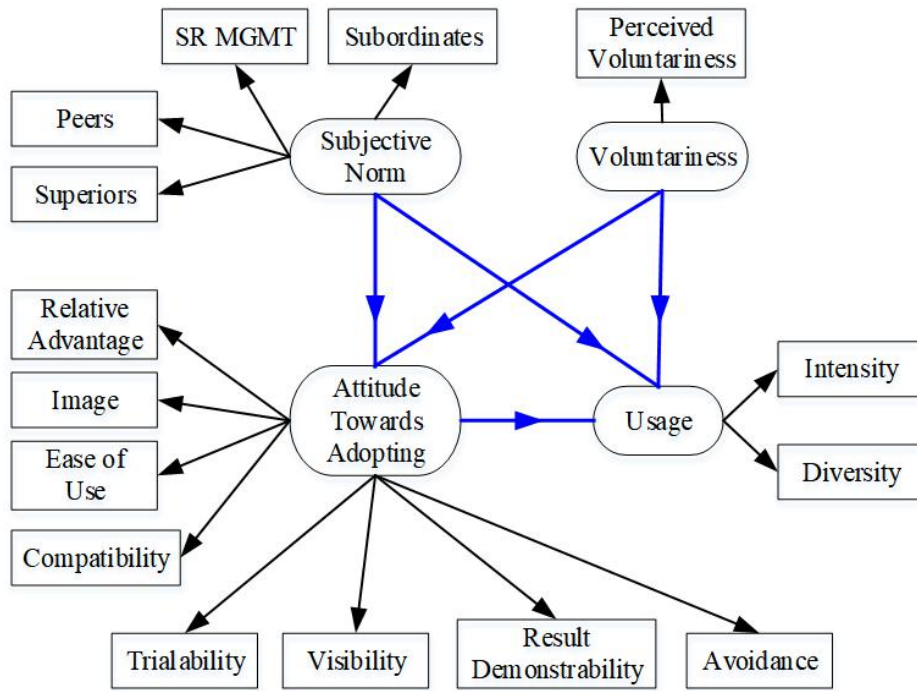 SR MGMT
Subordinates
Perceived
Voluntariness
Peers
Subjective
Norm
Voluntariness
Superiors
Relative
Advantage
Image
Ease of
Use
Compatibility
Attitude
Towards
Adopting
Usage
Intensity
Diversity
Trialability
Visibility
Result
Demonstrability
Avoidance